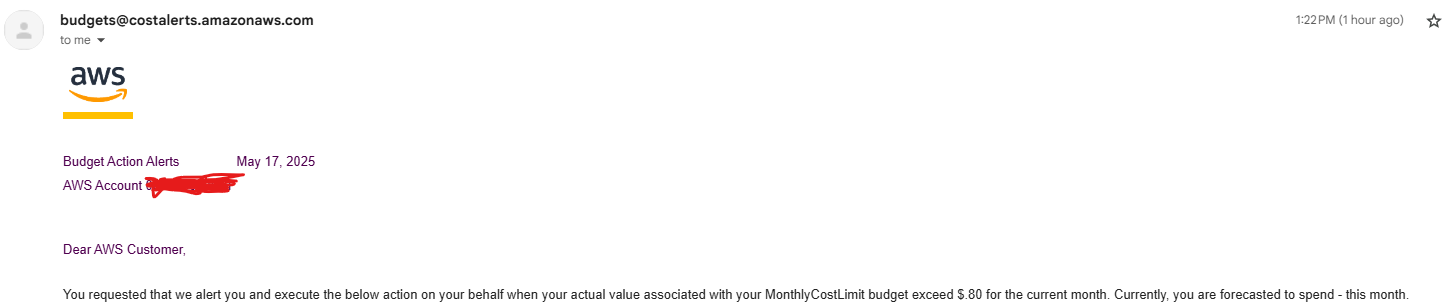 budgets@costalerts.amazonaws.com
1:22 PM (1 hour ago)
to me
aws
Budget Action Alerts May 17, 2025
AWS Account
Dear AWS Customer,
You requested that we alert you and execute the below action on your behalf when your actual value associated with your MonthlyCostLimit budget exceed $.80 for the current month. Currently, you are forecasted to spend - this month.